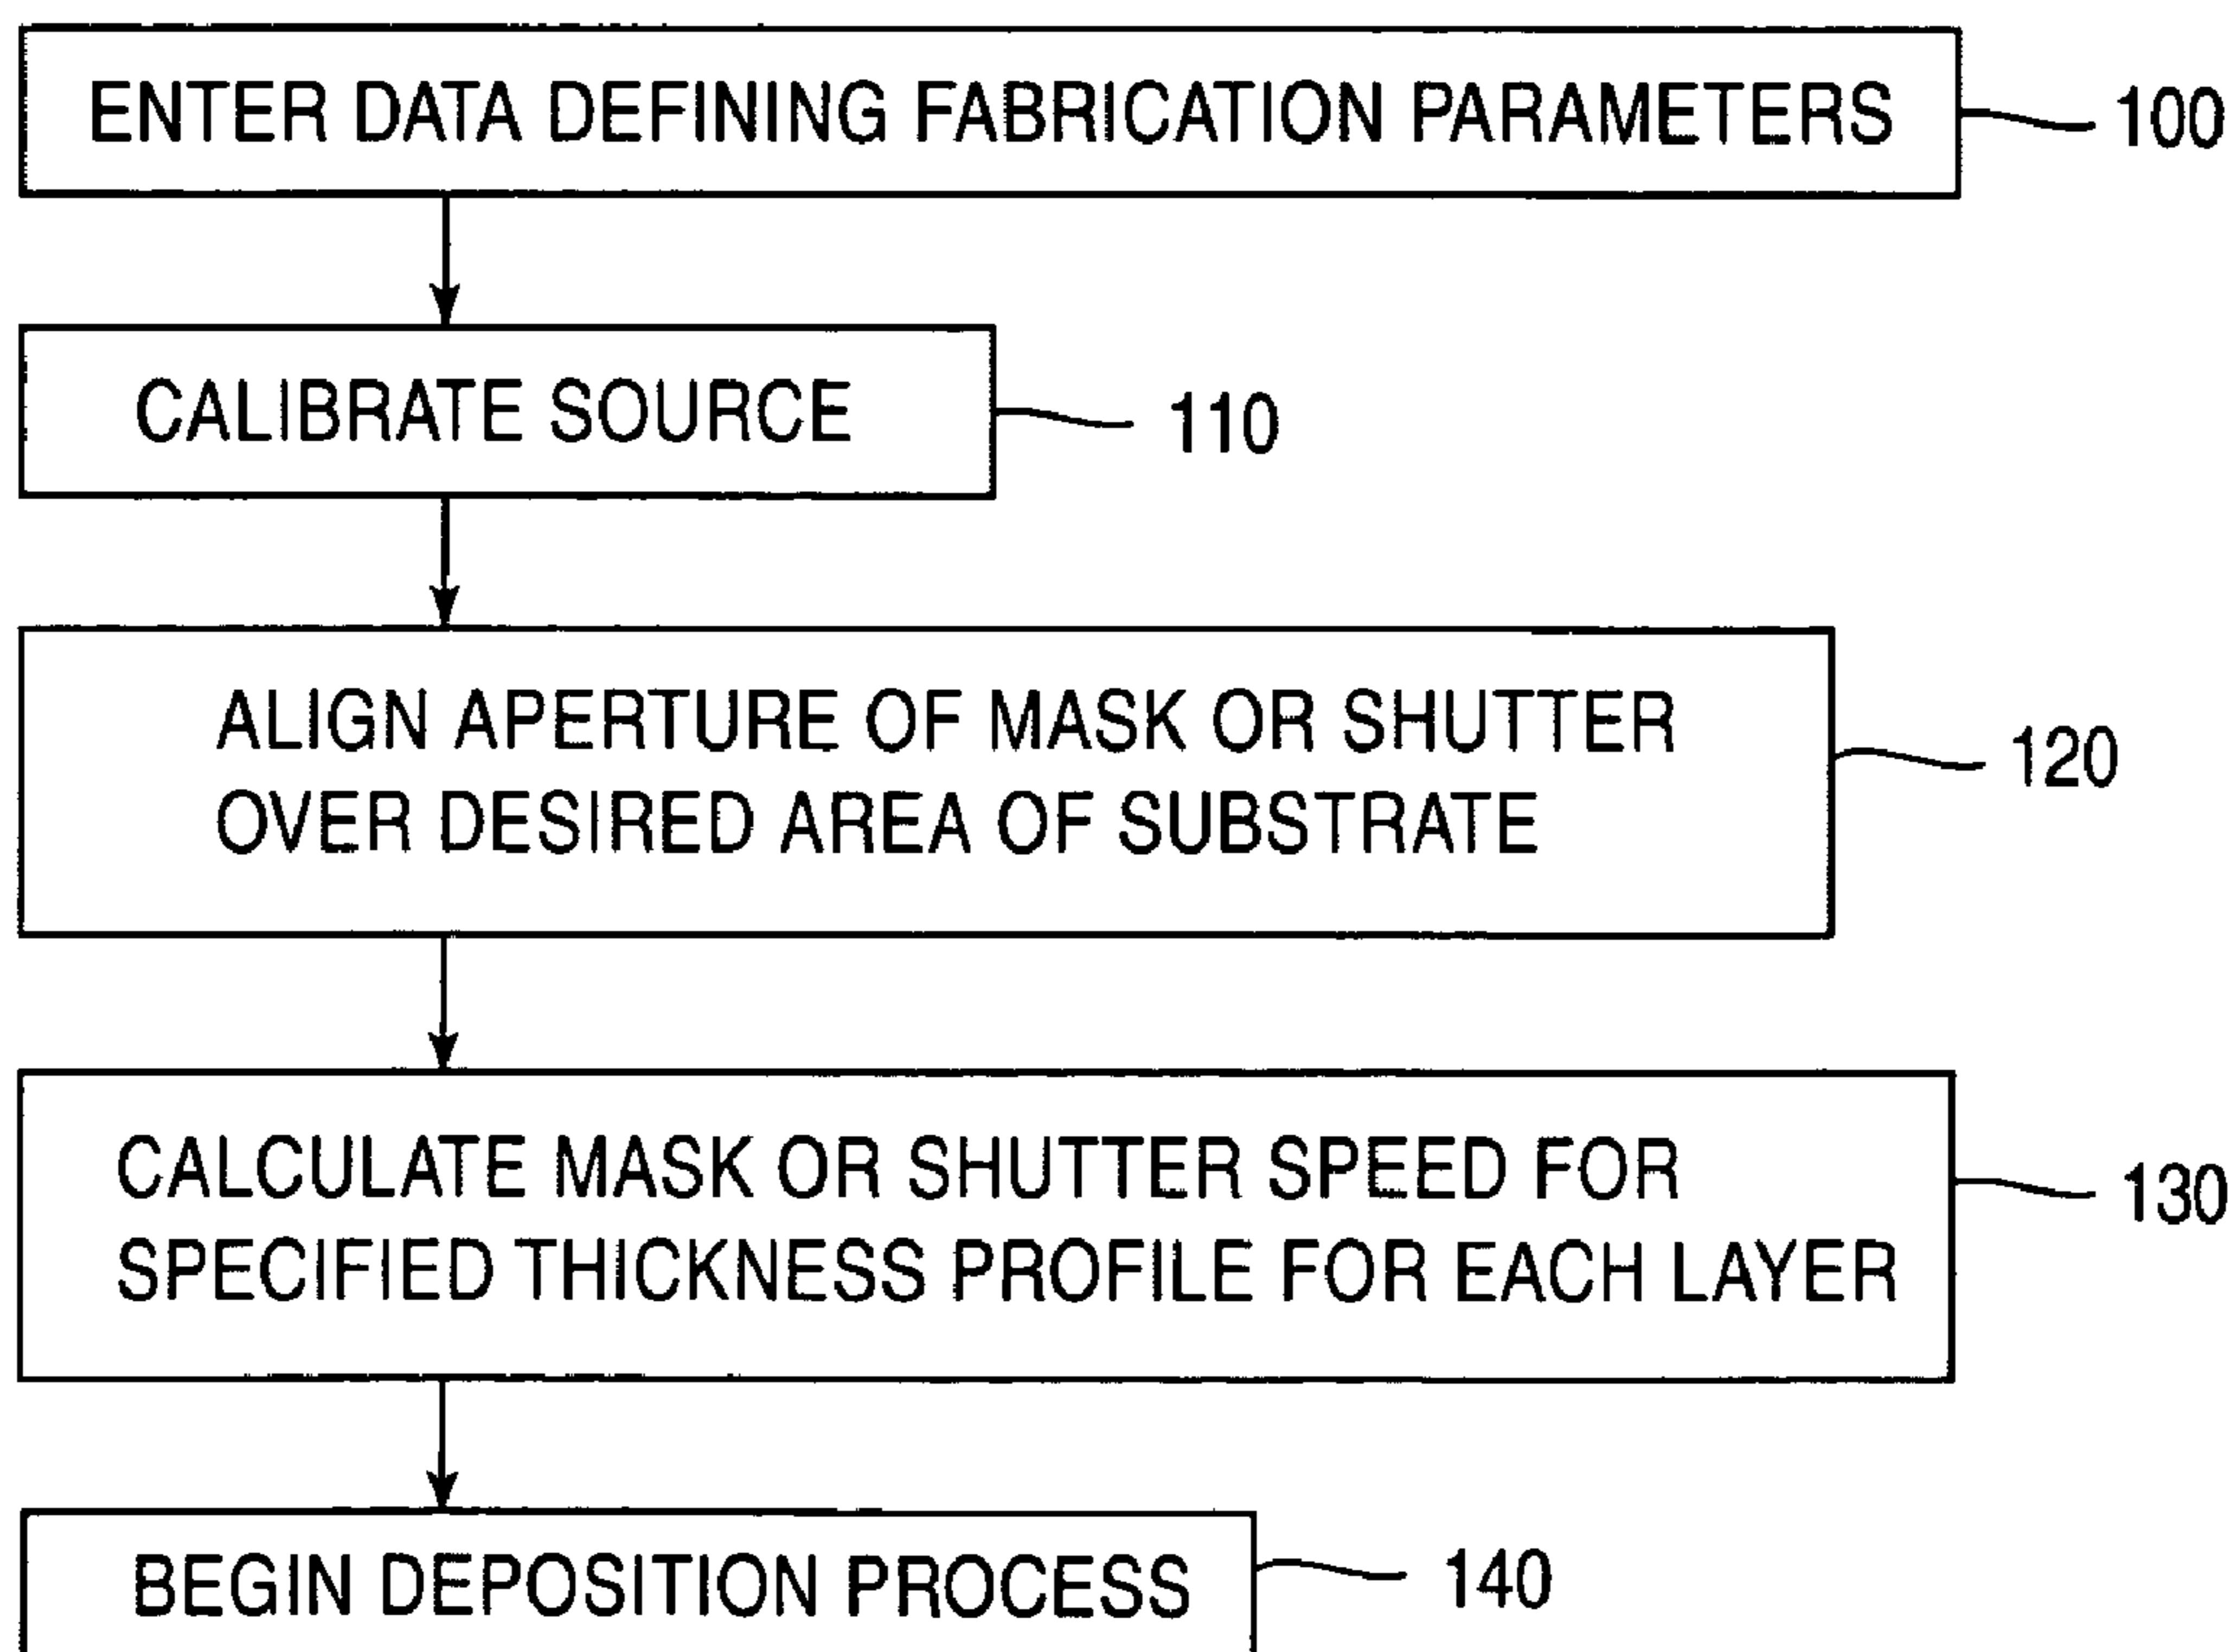 ENTER DATA DEFINING FABRICATION PARAMETERS
100
CALIBRATE SOURCE
110
ALIGN APERTURE OF MASK OR SHUTTER
OVER DESIRED AREA OF SUBSTRATE
120
CALCULATE MASK OR SHUTTER SPEED FOR
SPECIFIED THICKNESS PROFILE FOR EACH LAYER
130
BEGIN DEPOSITION PROCESS
140